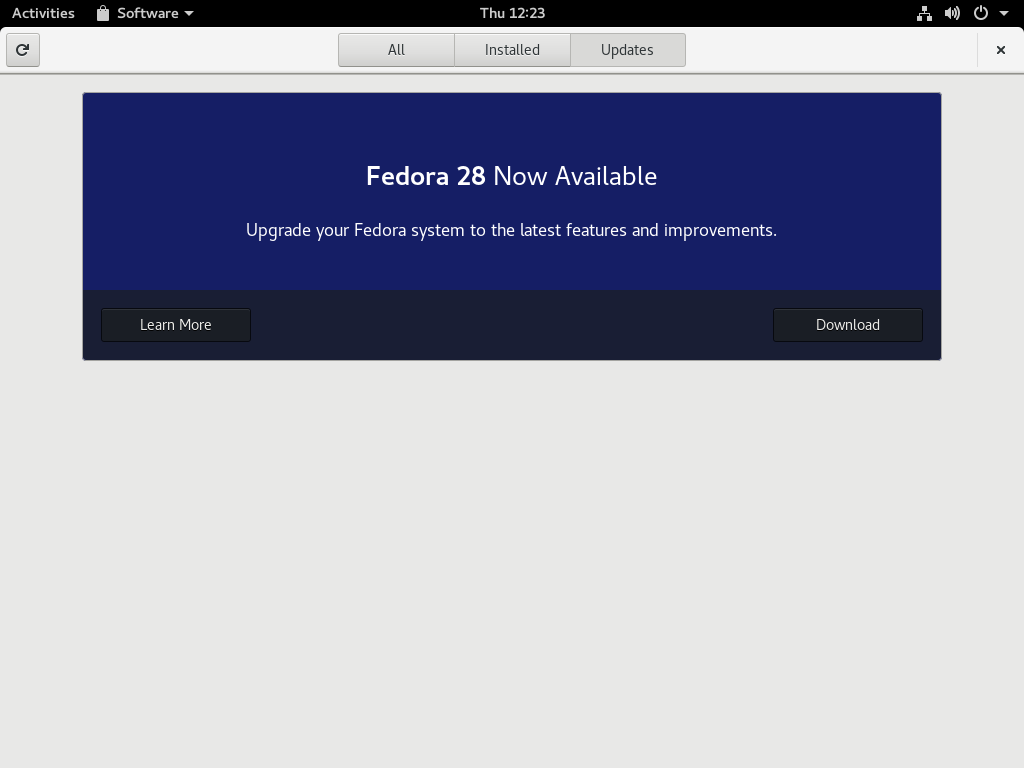 Activities Software Thu 12:23
All Installed Updates
Fedora 28 Now Available
Upgrade your Fedora system to the latest features and improvements.
Learn More Download